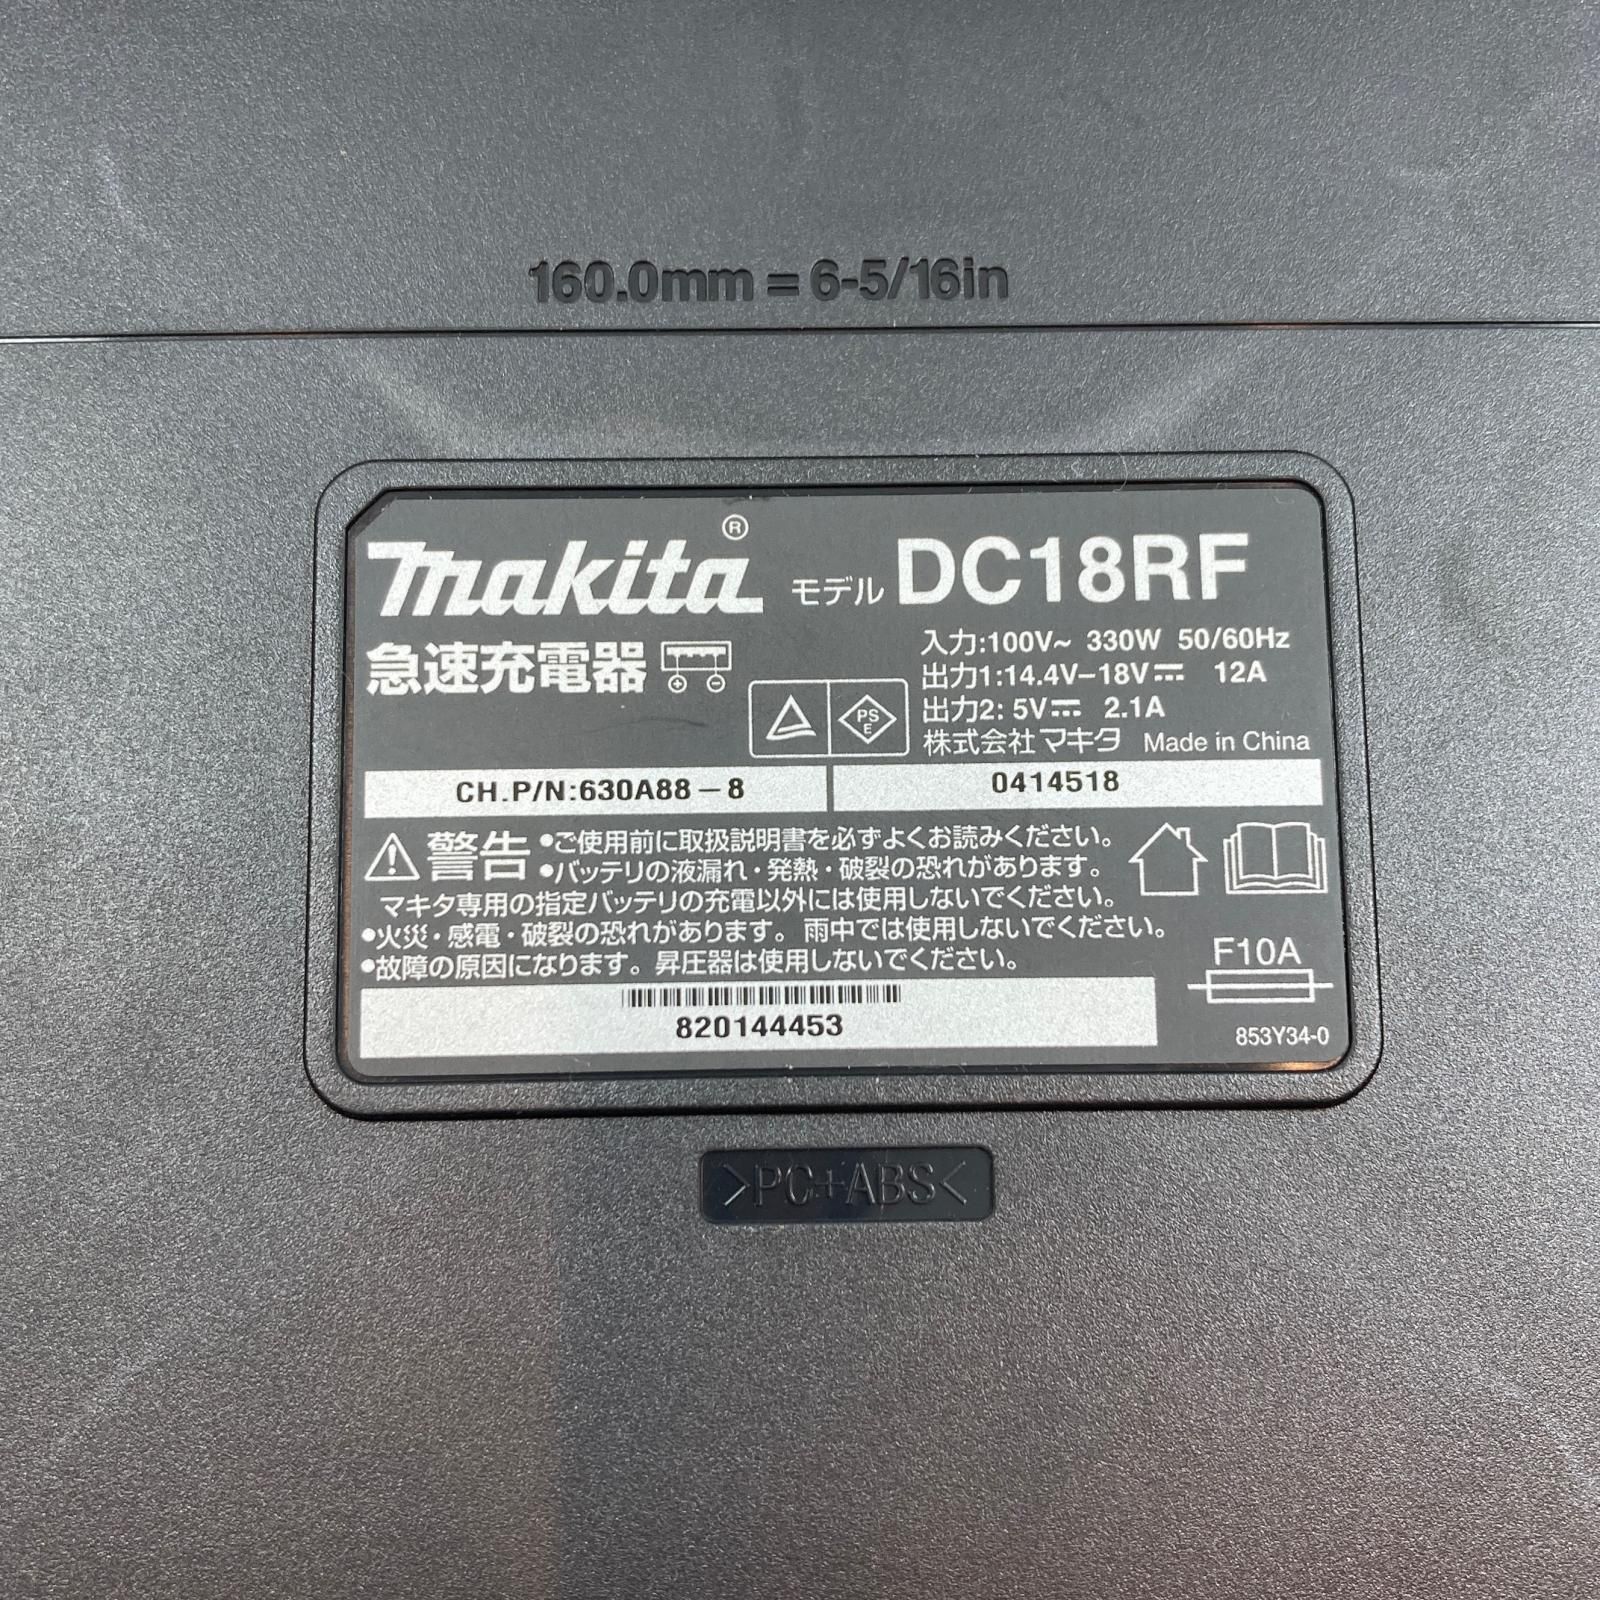 160.0mm = 6-5/16in
makita® モデル DC18RF
急速充電器
入力:100V~ 330W 50/60Hz
出力1:14.4V-18V⎓ 12A
出力2: 5V⎓ 2.1A
PS
E
株式会社マキタ Made in China
CH.P/N:630A88-8
0414518
警告 •ご使用前に取扱説明書を必ずよくお読みください。
•バッテリの液漏れ・発熱・破裂の恐れがあります。
マキタ専用の指定バッテリの充電以外には使用しないでください。
•火災・感電・破裂の恐れがあります。雨中では使用しないでください。
•故障の原因になります。昇圧器は使用しないでください。
F10A
820144453
853Y34-0
>PC+ABS<